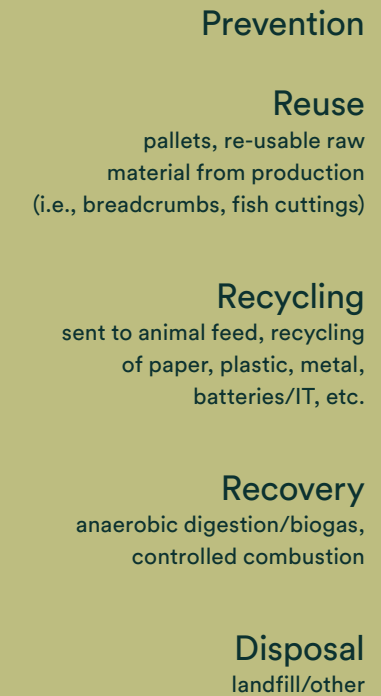 Prevention
Reuse
pallets, re-usable raw
material from production
(i.e., breadcrumbs, fish cuttings)
Recycling
sent to animal feed, recycling
of paper, plastic, metal,
batteries/IT, etc.
Recovery
anaerobic digestion/biogas,
controlled combustion
Disposal
landfill/other